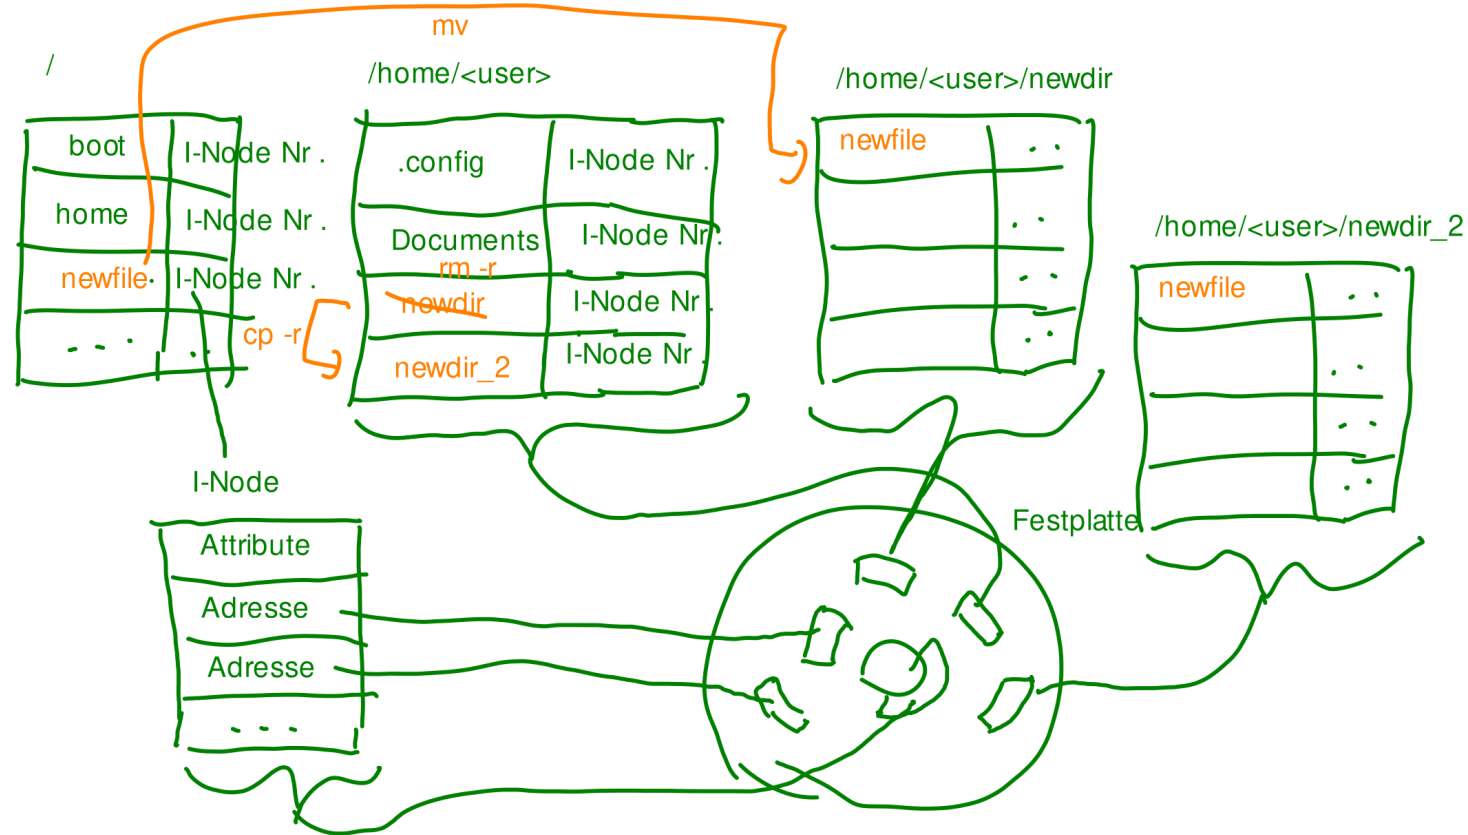 mv
/
/home/<user>
/home/<user>/newdir
boot
I-Node Nr .
home
I-Node Nr .
newfile
I-Node Nr .
. . .
. .
cp -r
.config
I-Node Nr .
Documents
I-Node Nr .
rm -r
newdir
I-Node Nr .
newdir_2
I-Node Nr .
newfile
. .
. .
. .
. .
/home/<user>/newdir_2
newfile
. .
. .
. .
. .
I-Node
Attribute
Adresse
Adresse
. . .
Festplatte